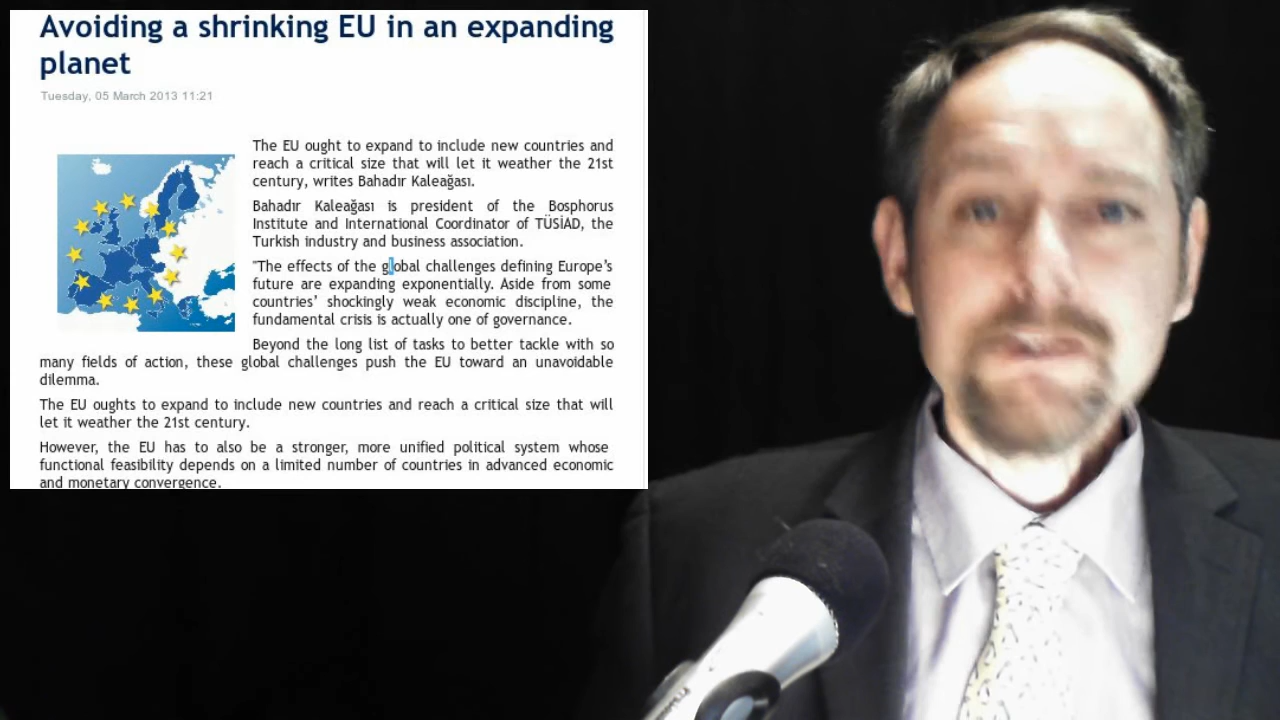 Avoiding a shrinking EU in an expanding
planet
Tuesday, 05 March 2013 11:21
The EU ought to expand to include new countries and
reach a critical size that will let it weather the 21st
century, writes Bahadır Kaleağası.
Bahadır Kaleağası is president of the Bosphorus
Institute and International Coordinator of TÜSİAD, the
Turkish industry and business association.
"The effects of the global challenges defining Europe’s
future are expanding exponentially. Aside from some
countries’ shockingly weak economic discipline, the
fundamental crisis is actually one of governance.
Beyond the long list of tasks to better tackle with so
many fields of action, these global challenges push the EU toward an unavoidable
dilemma.
The EU oughts to expand to include new countries and reach a critical size that will
let it weather the 21st century.
However, the EU has to also be a stronger, more unified political system whose
functional feasibility depends on a limited number of countries in advanced economic
and monetary convergence.